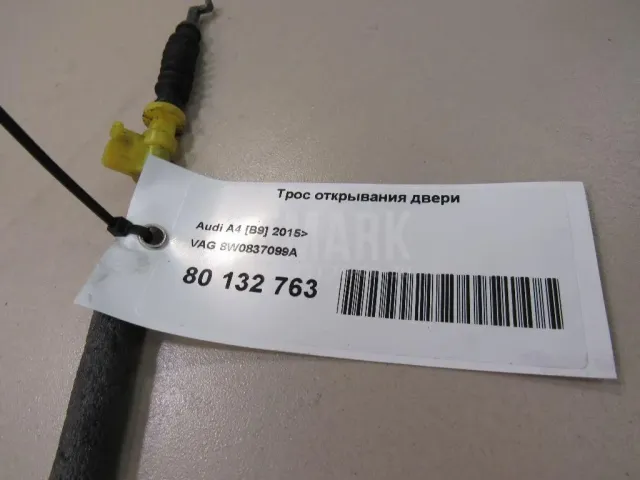 Трос открывания двери
Audi A4 [B9] 2015>
VAG 8W0837099A
80 132 763